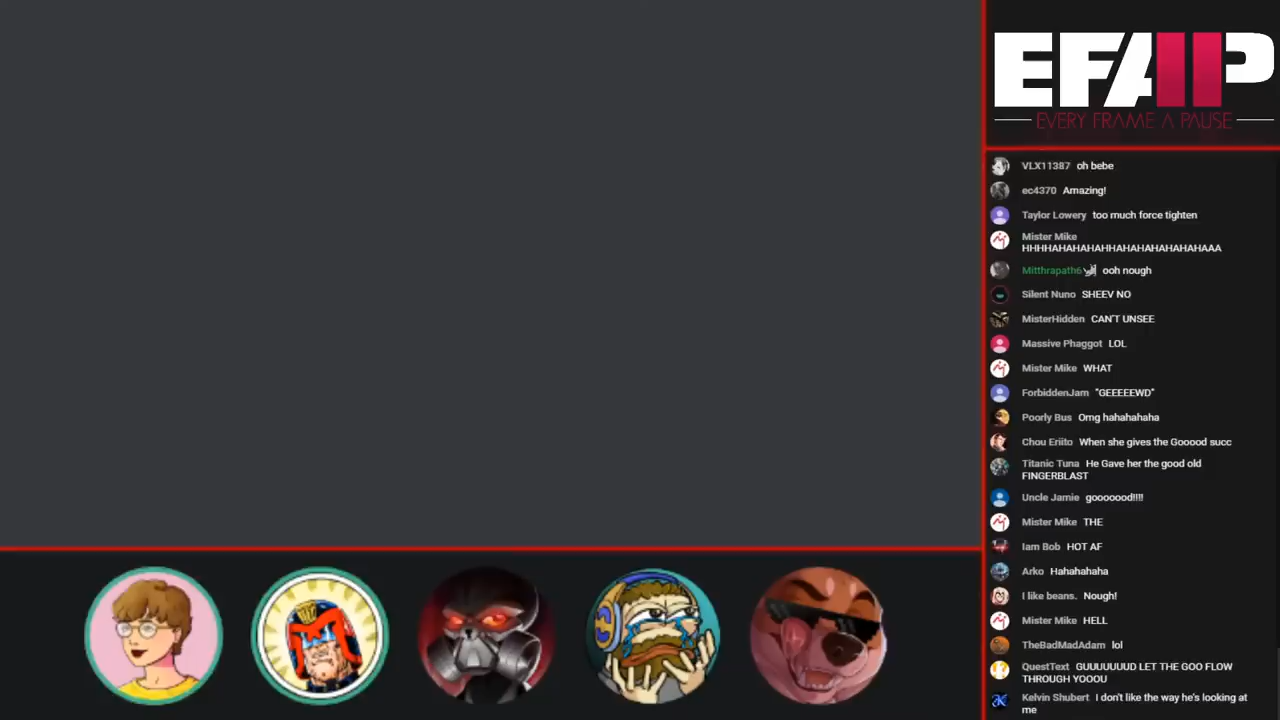 EFAP
EVERY FRAME A PAUSE
VLX11387 oh bebe
ec4370 Amazing!
Taylor Lowery too much force tighten
Mister Mike
HHHHAHAHAHAHHAHAHAHAHAHAHAAA
Mitthrapath6 ooh nough
Silent Nuno SHEEV NO
MisterHidden CAN'T UNSEE
Massive Phaggot LOL
Mister Mike WHAT
ForbiddenJam "GEEEEEWD"
Poorly Bus Omg hahahahaha
Chou Eriito When she gives the Gooood succ
Titanic Tuna He Gave her the good old
FINGERBLAST
Uncle Jamie gooooood!!!!
Mister Mike THE
Iam Bob HOT AF
Arko Hahahahaha
I like beans. Nough!
Mister Mike HELL
TheBadMadAdam lol
QuestText GUUUUUUUD LET THE GOO FLOW
THROUGH YOOOU
Kelvin Shubert I don't like the way he's looking at
me